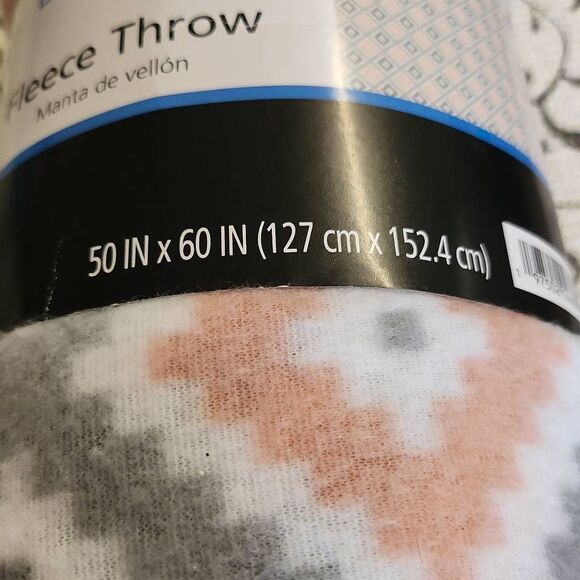 Fleece Throw
Manta de vellón
50 IN x 60 IN (127 cm x 152.4 cm)